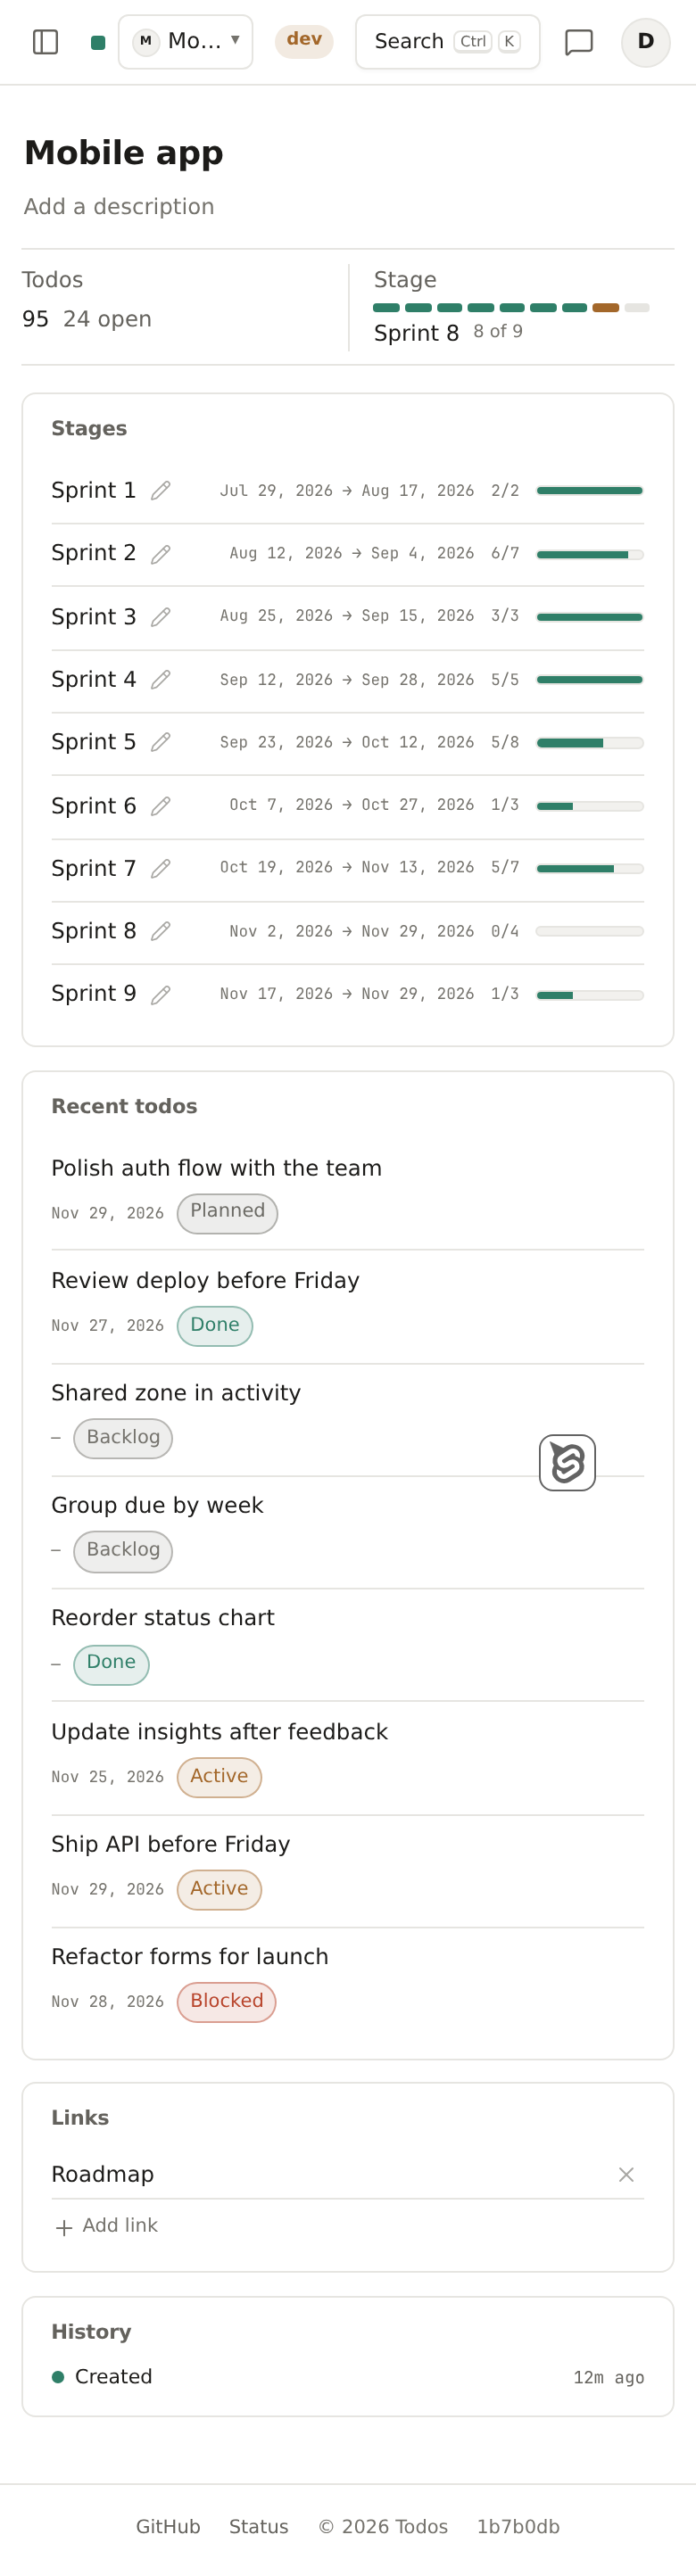 M Mo... ▼ dev Search Ctrl K D
Mobile app
Add a description
Todos
95 24 open
Stage
Sprint 8 8 of 9
Stages
Sprint 1 Jul 29, 2026 → Aug 17, 2026 2/2
Sprint 2 Aug 12, 2026 → Sep 4, 2026 6/7
Sprint 3 Aug 25, 2026 → Sep 15, 2026 3/3
Sprint 4 Sep 12, 2026 → Sep 28, 2026 5/5
Sprint 5 Sep 23, 2026 → Oct 12, 2026 5/8
Sprint 6 Oct 7, 2026 → Oct 27, 2026 1/3
Sprint 7 Oct 19, 2026 → Nov 13, 2026 5/7
Sprint 8 Nov 2, 2026 → Nov 29, 2026 0/4
Sprint 9 Nov 17, 2026 → Nov 29, 2026 1/3
Recent todos
Polish auth flow with the team
Nov 29, 2026 Planned
Review deploy before Friday
Nov 27, 2026 Done
Shared zone in activity
– Backlog
Group due by week
– Backlog
Reorder status chart
– Done
Update insights after feedback
Nov 25, 2026 Active
Ship API before Friday
Nov 29, 2026 Active
Refactor forms for launch
Nov 28, 2026 Blocked
Links
Roadmap
Add link
History
Created 12m ago
GitHub Status © 2026 Todos 1b7b0db